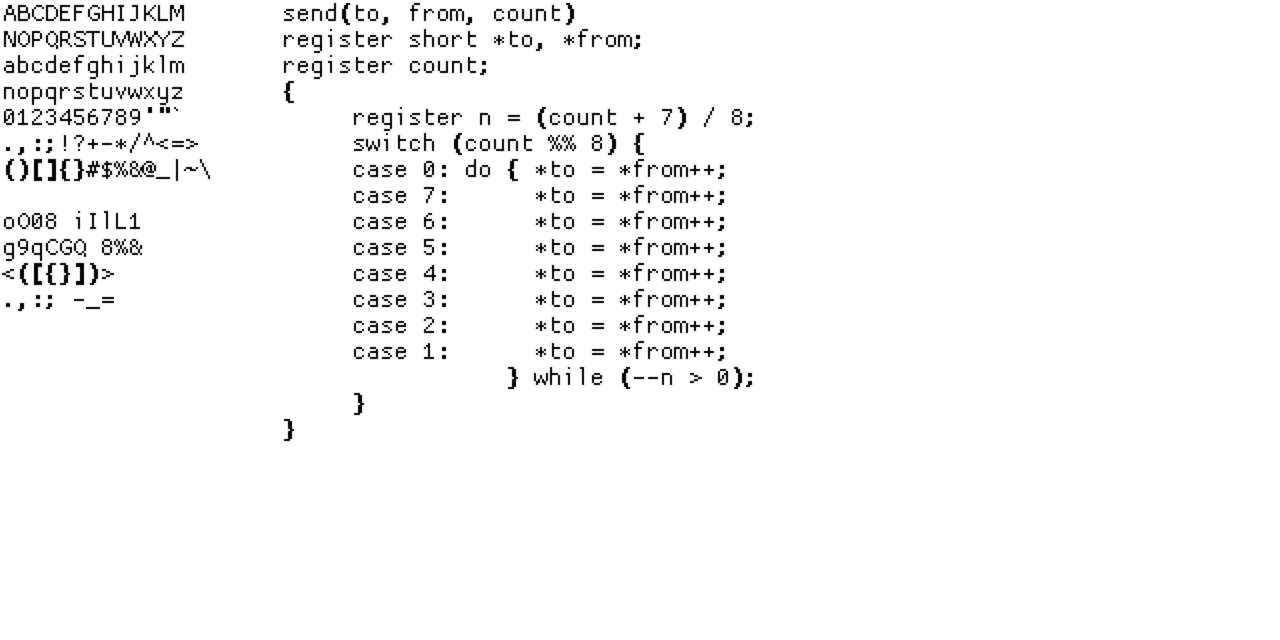 ABCDEFGHIJKLM
NOPQRSTUVWXYZ
abcdefghijklm
nopqrstuvwxyz
0123456789'"`
.,:;!?+-*/^<=>
()[]{}#$%&@_|~\
oO08 iIlL1
g9qCGQ 8%&
<([{}])>
.,:; -_=
send(to, from, count)
register short *to, *from;
register count;
{
     register n = (count + 7) / 8;
     switch (count %% 8) {
     case 0: do { *to = *from++;
     case 7:      *to = *from++;
     case 6:      *to = *from++;
     case 5:      *to = *from++;
     case 4:      *to = *from++;
     case 3:      *to = *from++;
     case 2:      *to = *from++;
     case 1:      *to = *from++;
                } while (--n > 0);
     }
}